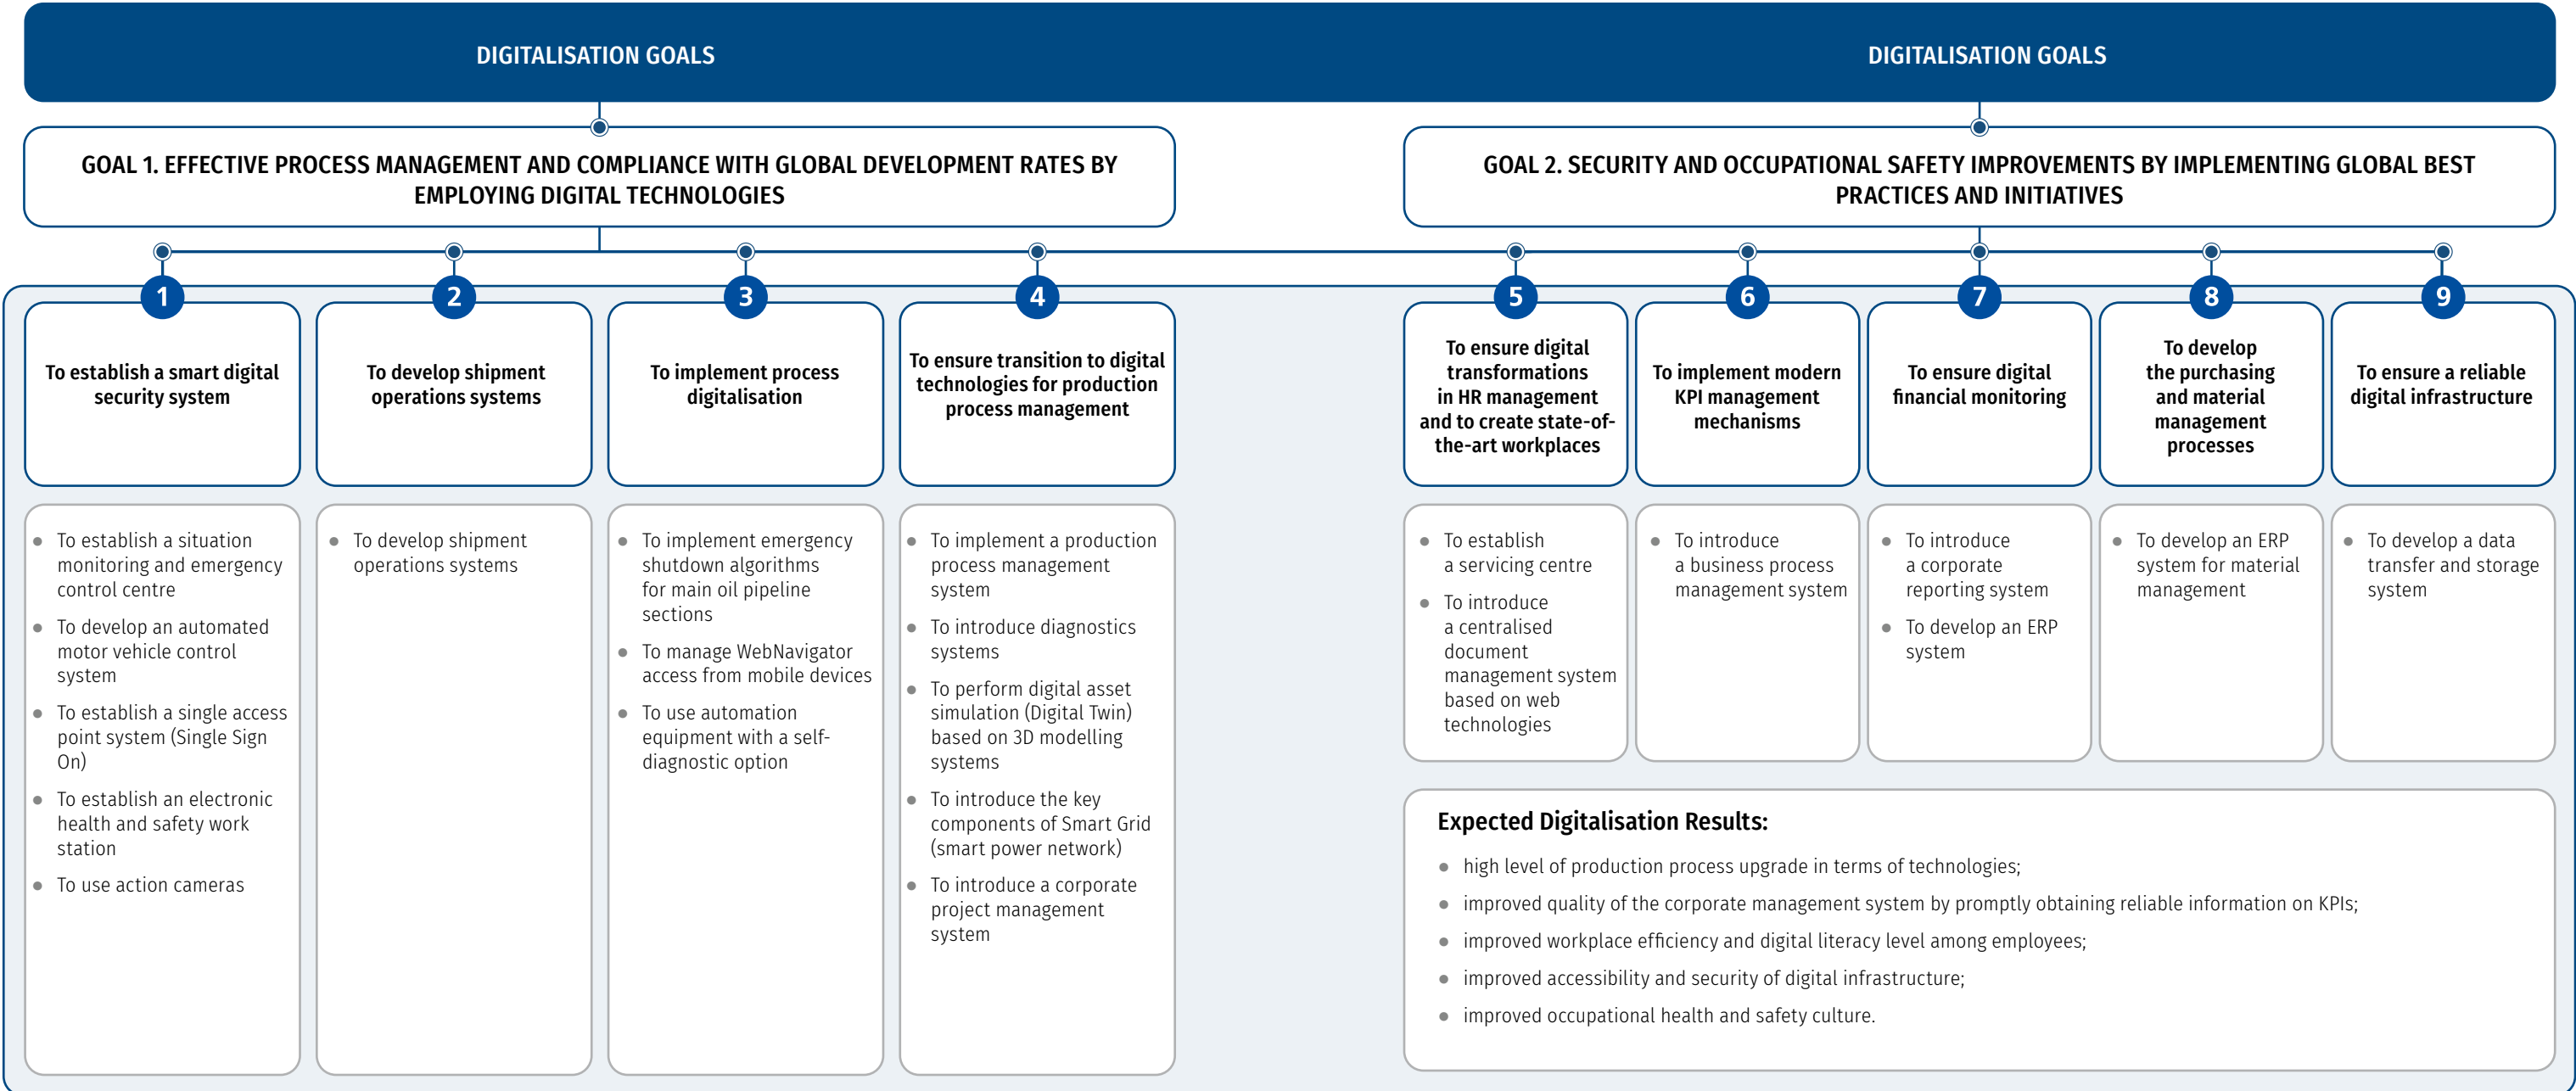 DIGITALISATION GOALS
DIGITALISATION GOALS
GOAL 1. EFFECTIVE PROCESS MANAGEMENT AND COMPLIANCE WITH GLOBAL DEVELOPMENT RATES BY
EMPLOYING DIGITAL TECHNOLOGIES
GOAL 2. SECURITY AND OCCUPATIONAL SAFETY IMPROVEMENTS BY IMPLEMENTING GLOBAL BEST
PRACTICES AND INITIATIVES
1
To establish a smart digital
security system
2
To develop shipment
operations systems
3
To implement process
digitalisation
4
To ensure transition to digital
technologies for production
process management
5
To ensure digital
transformations
in HR management
and to create state-of-
the-art workplaces
6
To implement modern
KPI management
mechanisms
7
To ensure digital
financial monitoring
8
To develop
the purchasing
and material
management
processes
9
To ensure a reliable
digital infrastructure
• To establish a situation
monitoring and emergency
control centre
• To develop an automated
motor vehicle control
system
• To establish a single access
point system (Single Sign
On)
• To establish an electronic
health and safety work
station
• To use action cameras
• To develop shipment
operations systems
• To implement emergency
shutdown algorithms
for main oil pipeline
sections
• To manage WebNavigator
access from mobile devices
• To use automation
equipment with a self-
diagnostic option
• To implement a production
process management
system
• To introduce diagnostics
systems
• To perform digital asset
simulation (Digital Twin)
based on 3D modelling
systems
• To introduce the key
components of Smart Grid
(smart power network)
• To introduce a corporate
project management
system
• To establish
a servicing centre
• To introduce
a centralised
document
management system
based on web
technologies
• To introduce
a business process
management system
• To introduce
a corporate
reporting system
• To develop an ERP
system
• To develop an ERP
system for material
management
• To develop a data
transfer and storage
system
Expected Digitalisation Results:
• high level of production process upgrade in terms of technologies;
• improved quality of the corporate management system by promptly obtaining reliable information on KPIs;
• improved workplace efficiency and digital literacy level among employees;
• improved accessibility and security of digital infrastructure;
• improved occupational health and safety culture.